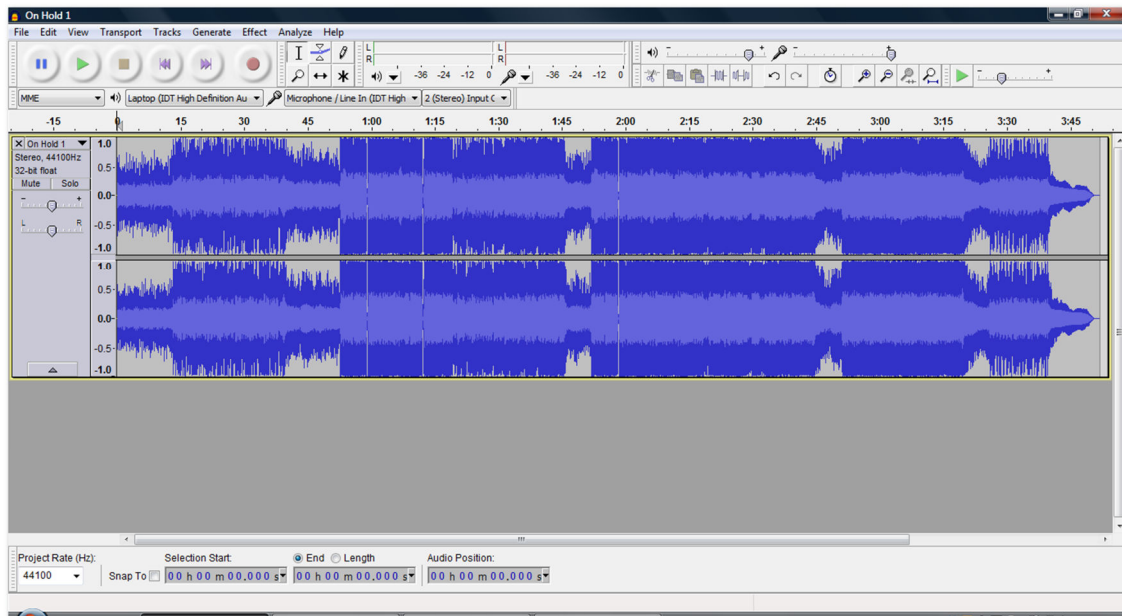 On Hold 1
File Edit View Transport Tracks Generate Effect Analyze Help
L
R
L
R
-36 -24 -12 0 -36 -24 -12 0
MME Laptop (IDT High Definition Au Microphone / Line In (IDT High 2 (Stereo) Input C
-15 0 15 30 45 1:00 1:15 1:30 1:45 2:00 2:15 2:30 2:45 3:00 3:15 3:30 3:45
On Hold 1
Stereo, 44100Hz
32-bit float
Mute Solo
- +
L R
1.0
0.5-
0.0-
-0.5-
-1.0
1.0
0.5-
0.0-
-0.5-
-1.0
Project Rate (Hz): Selection Start: End Length Audio Position:
44100 Snap To 00 h 00 m 00.000 s 00 h 00 m 00.000 s 00 h 00 m 00.000 s